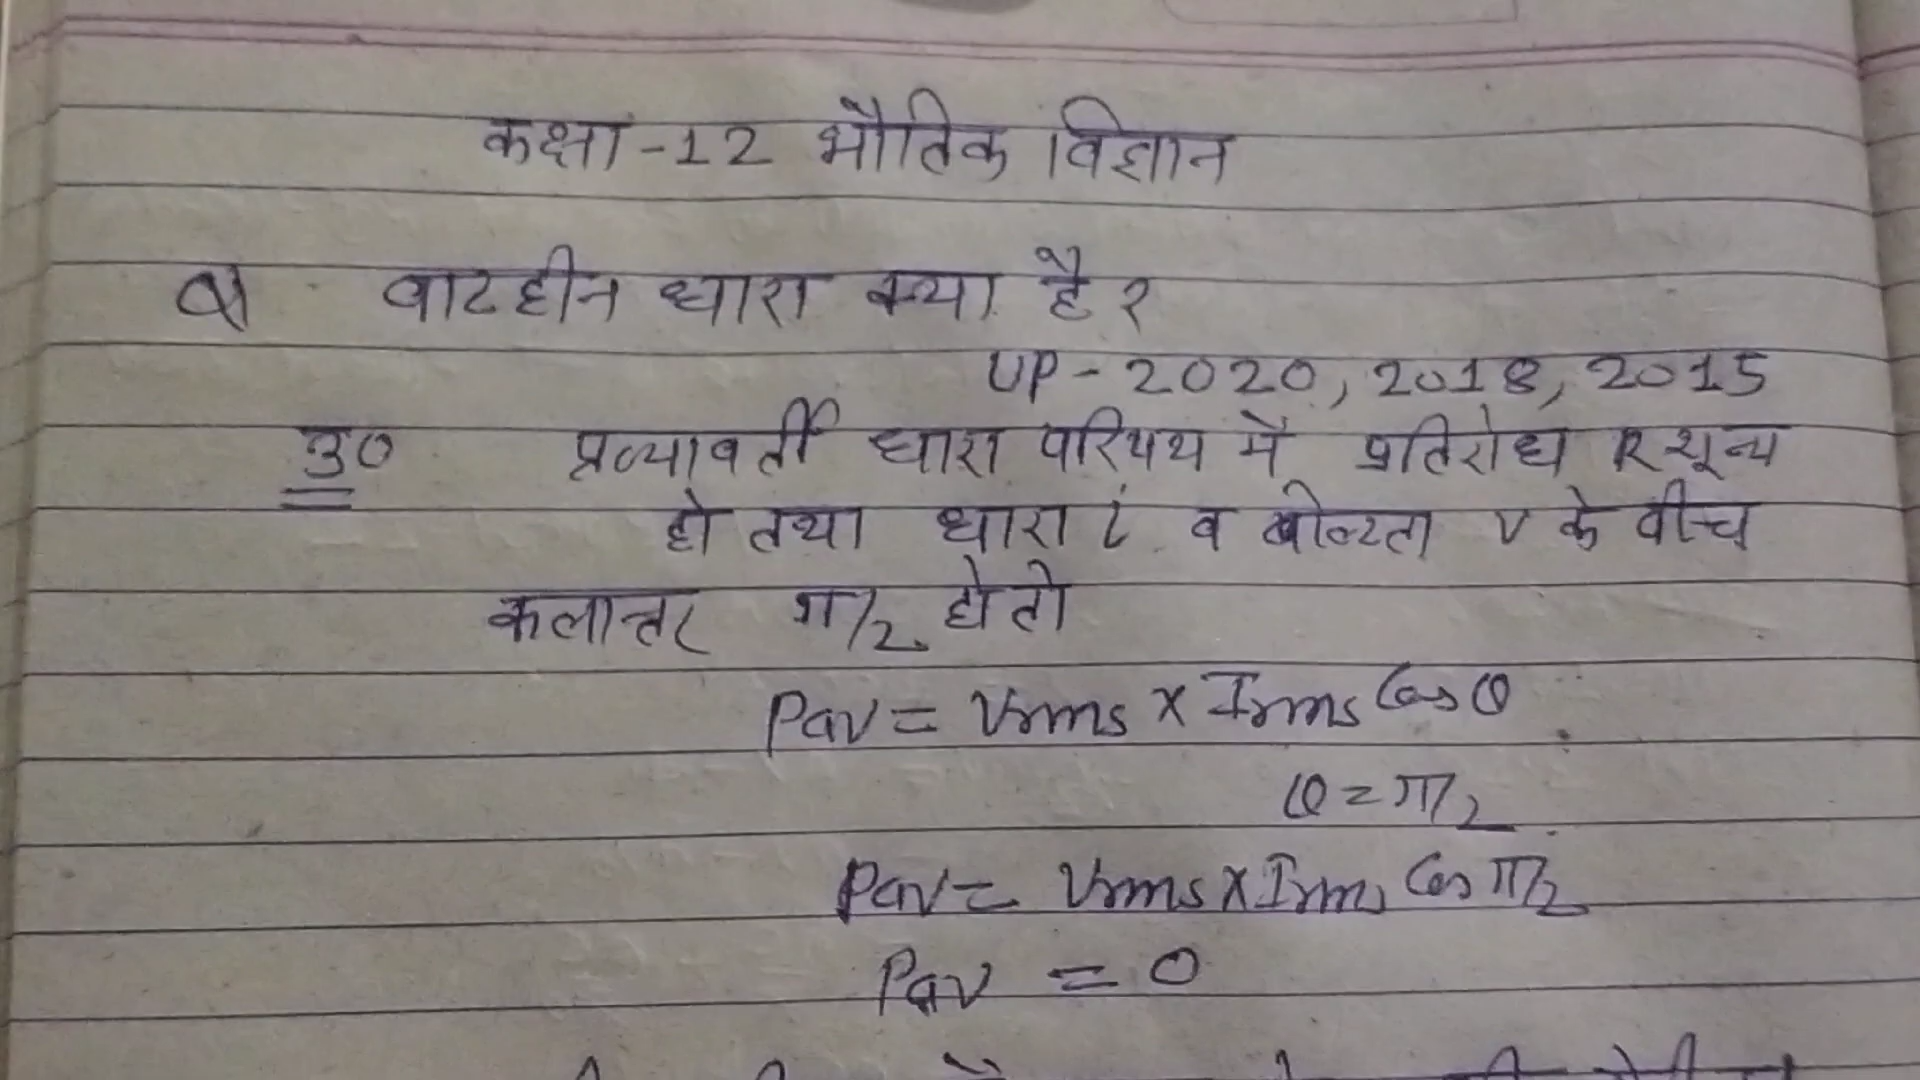 कक्षा -12 भौतिक विज्ञान
Q वाटहीन धारा क्या है ?
UP - 2020, 2018, 2015
उ० प्रत्यावर्ती धारा परिपथ में प्रतिरोध R शून्य
हो तथा धारा i व वोल्टता V के बीच
कलान्तर π/2 हो तो
Pav = Vrms x Irms Cos Q
Q = π/2
Pav = Vrms x Irms Cos π/2
Pav = 0